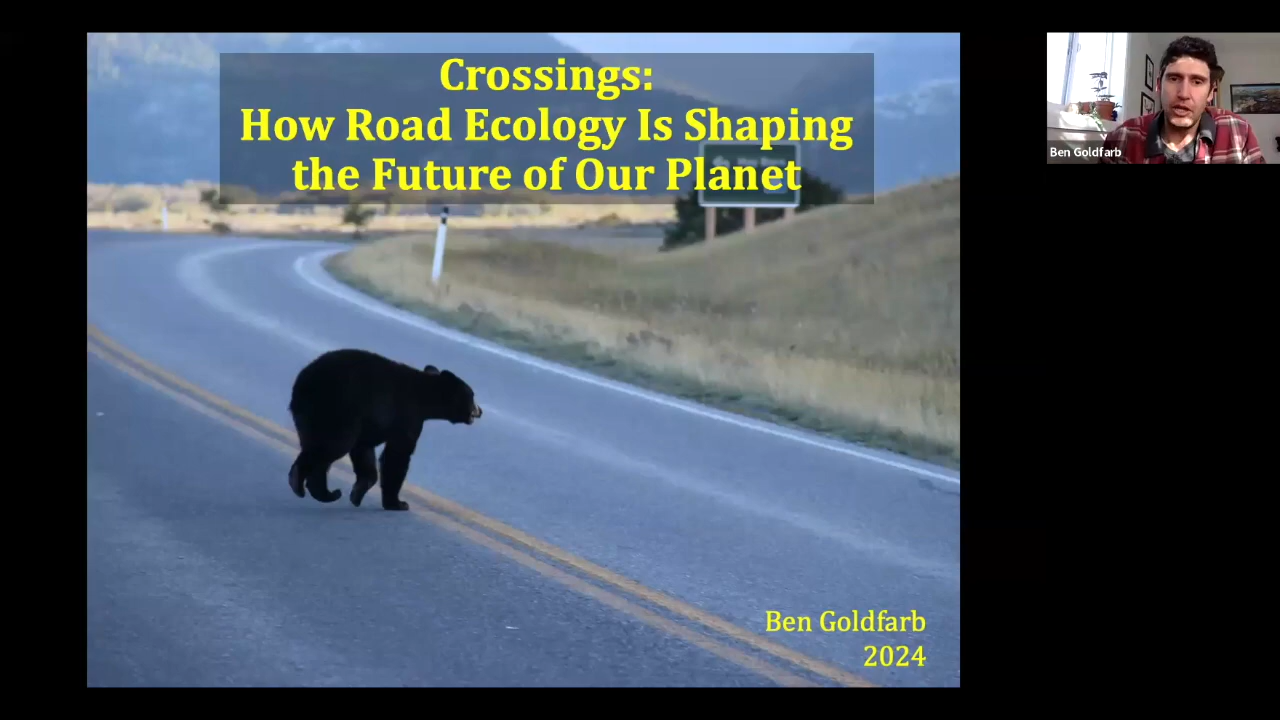 Crossings:
How Road Ecology Is Shaping
the Future of Our Planet
Ben Goldfarb
Ben Goldfarb
2024